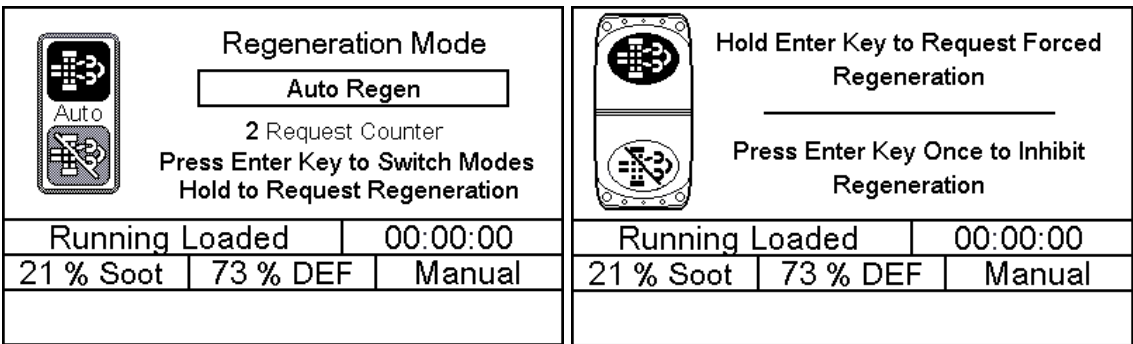 Regeneration Mode
Auto Regen
Auto
2 Request Counter
Press Enter Key to Switch Modes
Hold to Request Regeneration
Running Loaded 00:00:00
21 % Soot 73 % DEF Manual
Hold Enter Key to Request Forced
Regeneration
Press Enter Key Once to Inhibit
Regeneration
Running Loaded 00:00:00
21 % Soot 73 % DEF Manual